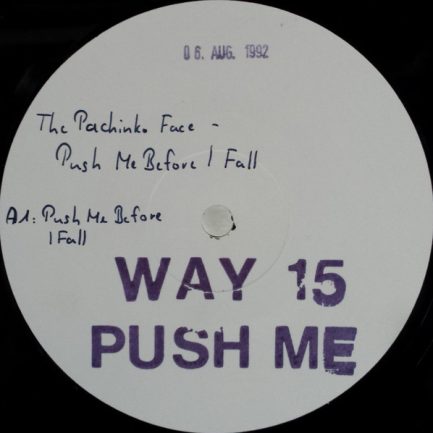 06. AUG. 1992
The Pachinko Face -
Push Me Before I Fall
A1: Push Me Before
I Fall
WAY 15
PUSH ME